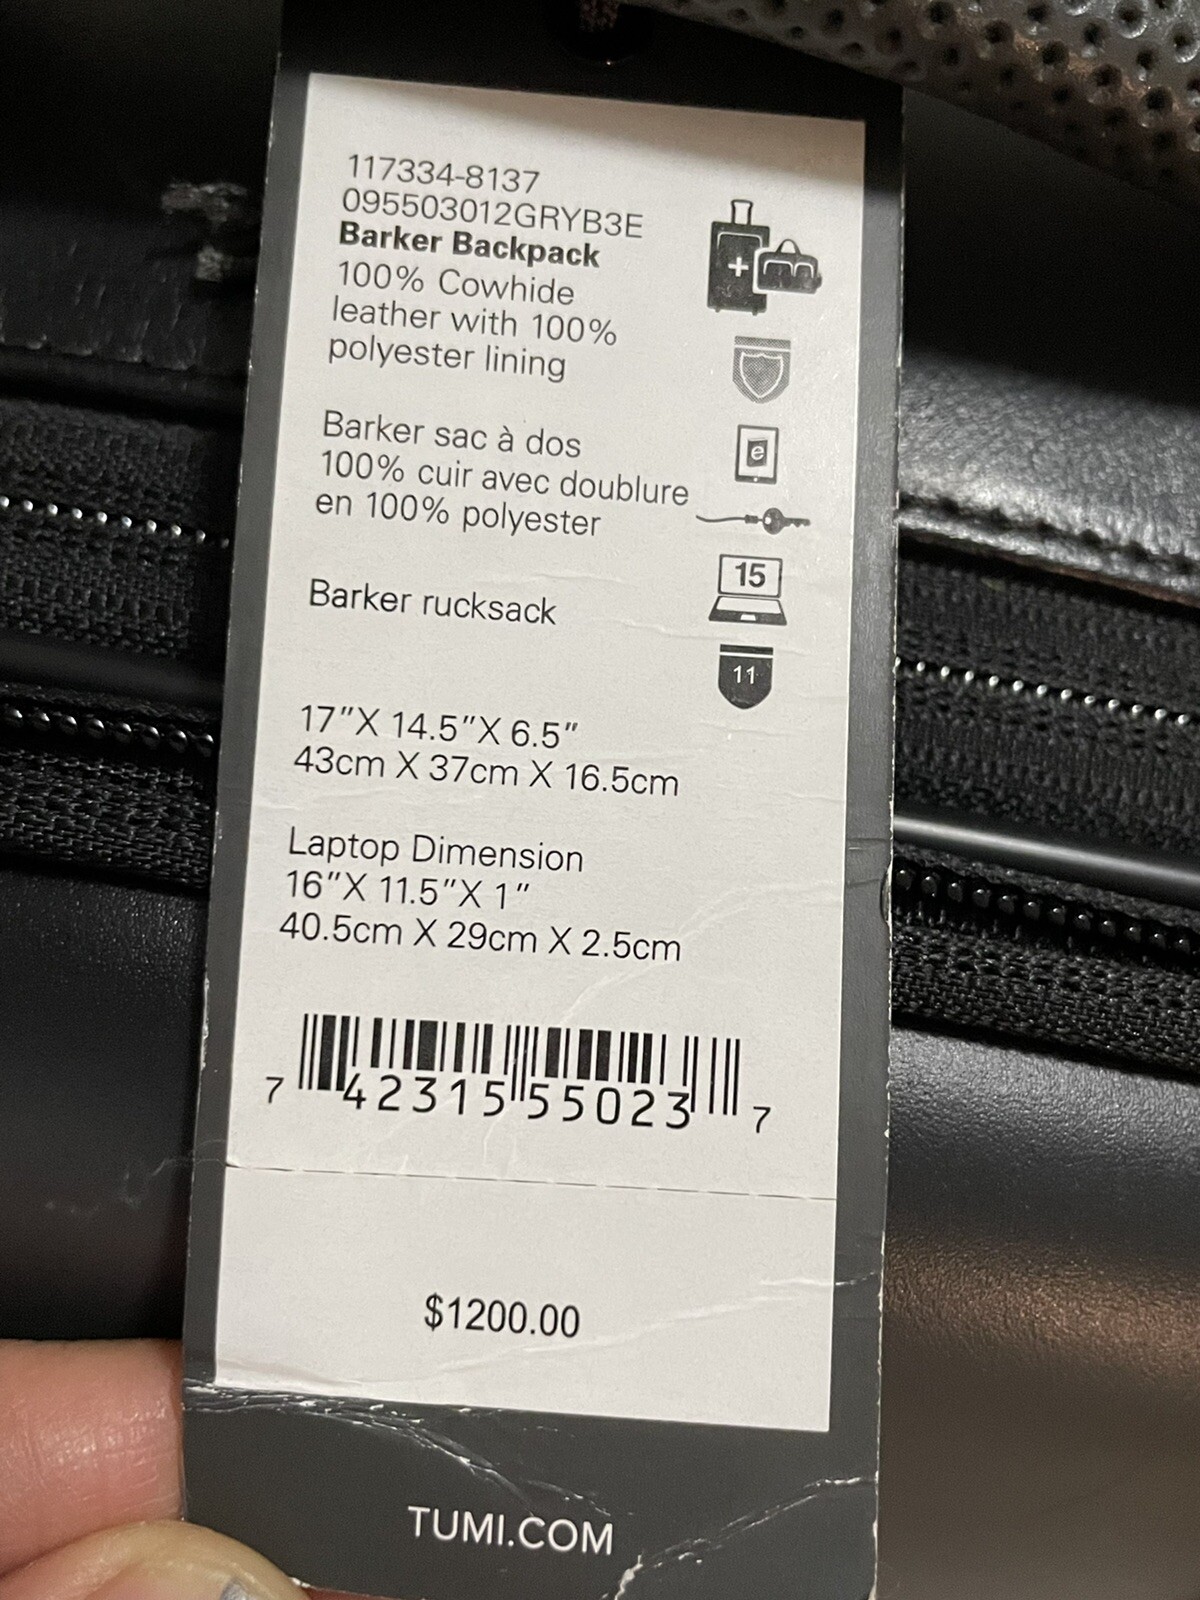 117334-8137
095503012GRYB3E
Barker Backpack
100% Cowhide
leather with 100%
polyester lining
Barker sac à dos
100% cuir avec doublure
en 100% polyester
Barker rucksack
17"X 14.5"X 6.5"
43cm X 37cm X 16.5cm
Laptop Dimension
16"X 11.5"X 1"
40.5cm X 29cm X 2.5cm
+
e
15
11
7 42315 55023 7
$1200.00
TUMI.COM